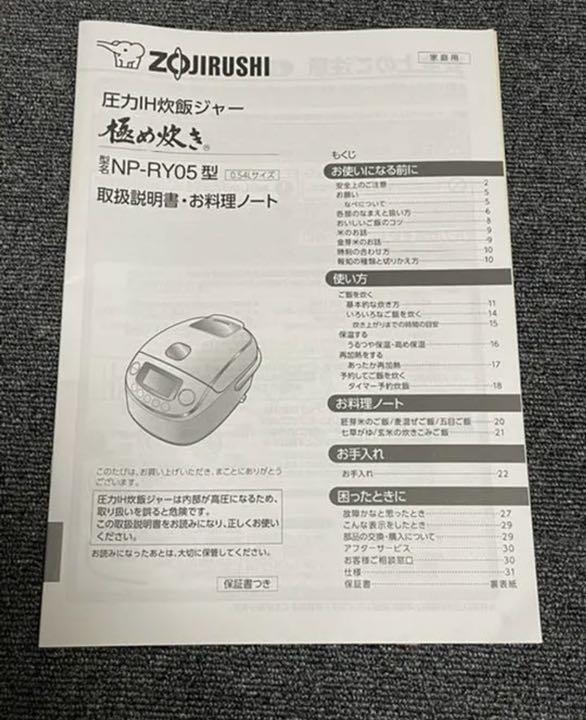 ZOJIRUSHI
家庭用
圧力IH炊飯ジャー
極め炊き®
型名 NP-RY05型 0.54Lサイズ
取扱説明書・お料理ノート
もくじ
お使いになる前に
安全上のご注意 2
お願い 5
なべについて 5
各部のなまえと扱い方 6
おいしいご飯のコツ 8
米のお話 9
金芽米のお話 9
時刻の合わせ方 10
報知の種類と切りかえ方 10
使い方
ご飯を炊く
基本的な炊き方 11
いろいろなご飯を炊く 14
炊き上がりまでの時間の目安 15
保温する
うるつや保温・高め保温 16
再加熱をする
あったか再加熱 17
予約してご飯を炊く
タイマー予約炊飯 18
お料理ノート
胚芽米のご飯/麦混ぜご飯/五目ご飯 20
七草がゆ/玄米の炊きこみご飯 21
お手入れ
お手入れ 22
困ったときに
故障かなと思ったとき 27
こんな表示をしたとき 29
部品の交換・購入について 29
アフターサービス 30
お客様ご相談窓口 30
仕様 31
保証書 裏表紙
このたびは、お買い上げいただき、まことにありがとう
ございます。
圧力IH炊飯ジャーは内部が高圧になるため、
取り扱いを誤ると危険です。
この取扱説明書をお読みになり、正しくお使い
ください。
お読みになったあとは、大切に保管してください。
保証書つき